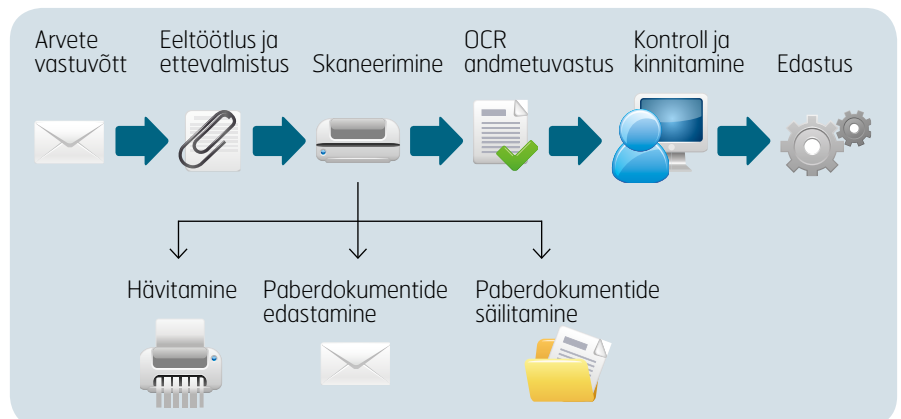 Arvete
vastuvõtt
Eeltöötlus ja
ettevalmistus
Skaneerimine
OCR
andmetuvastus
Kontroll ja
kinnitamine
Edastus
Hävitamine
Paberdokumentide
edastamine
Paberdokumentide
säilitamine